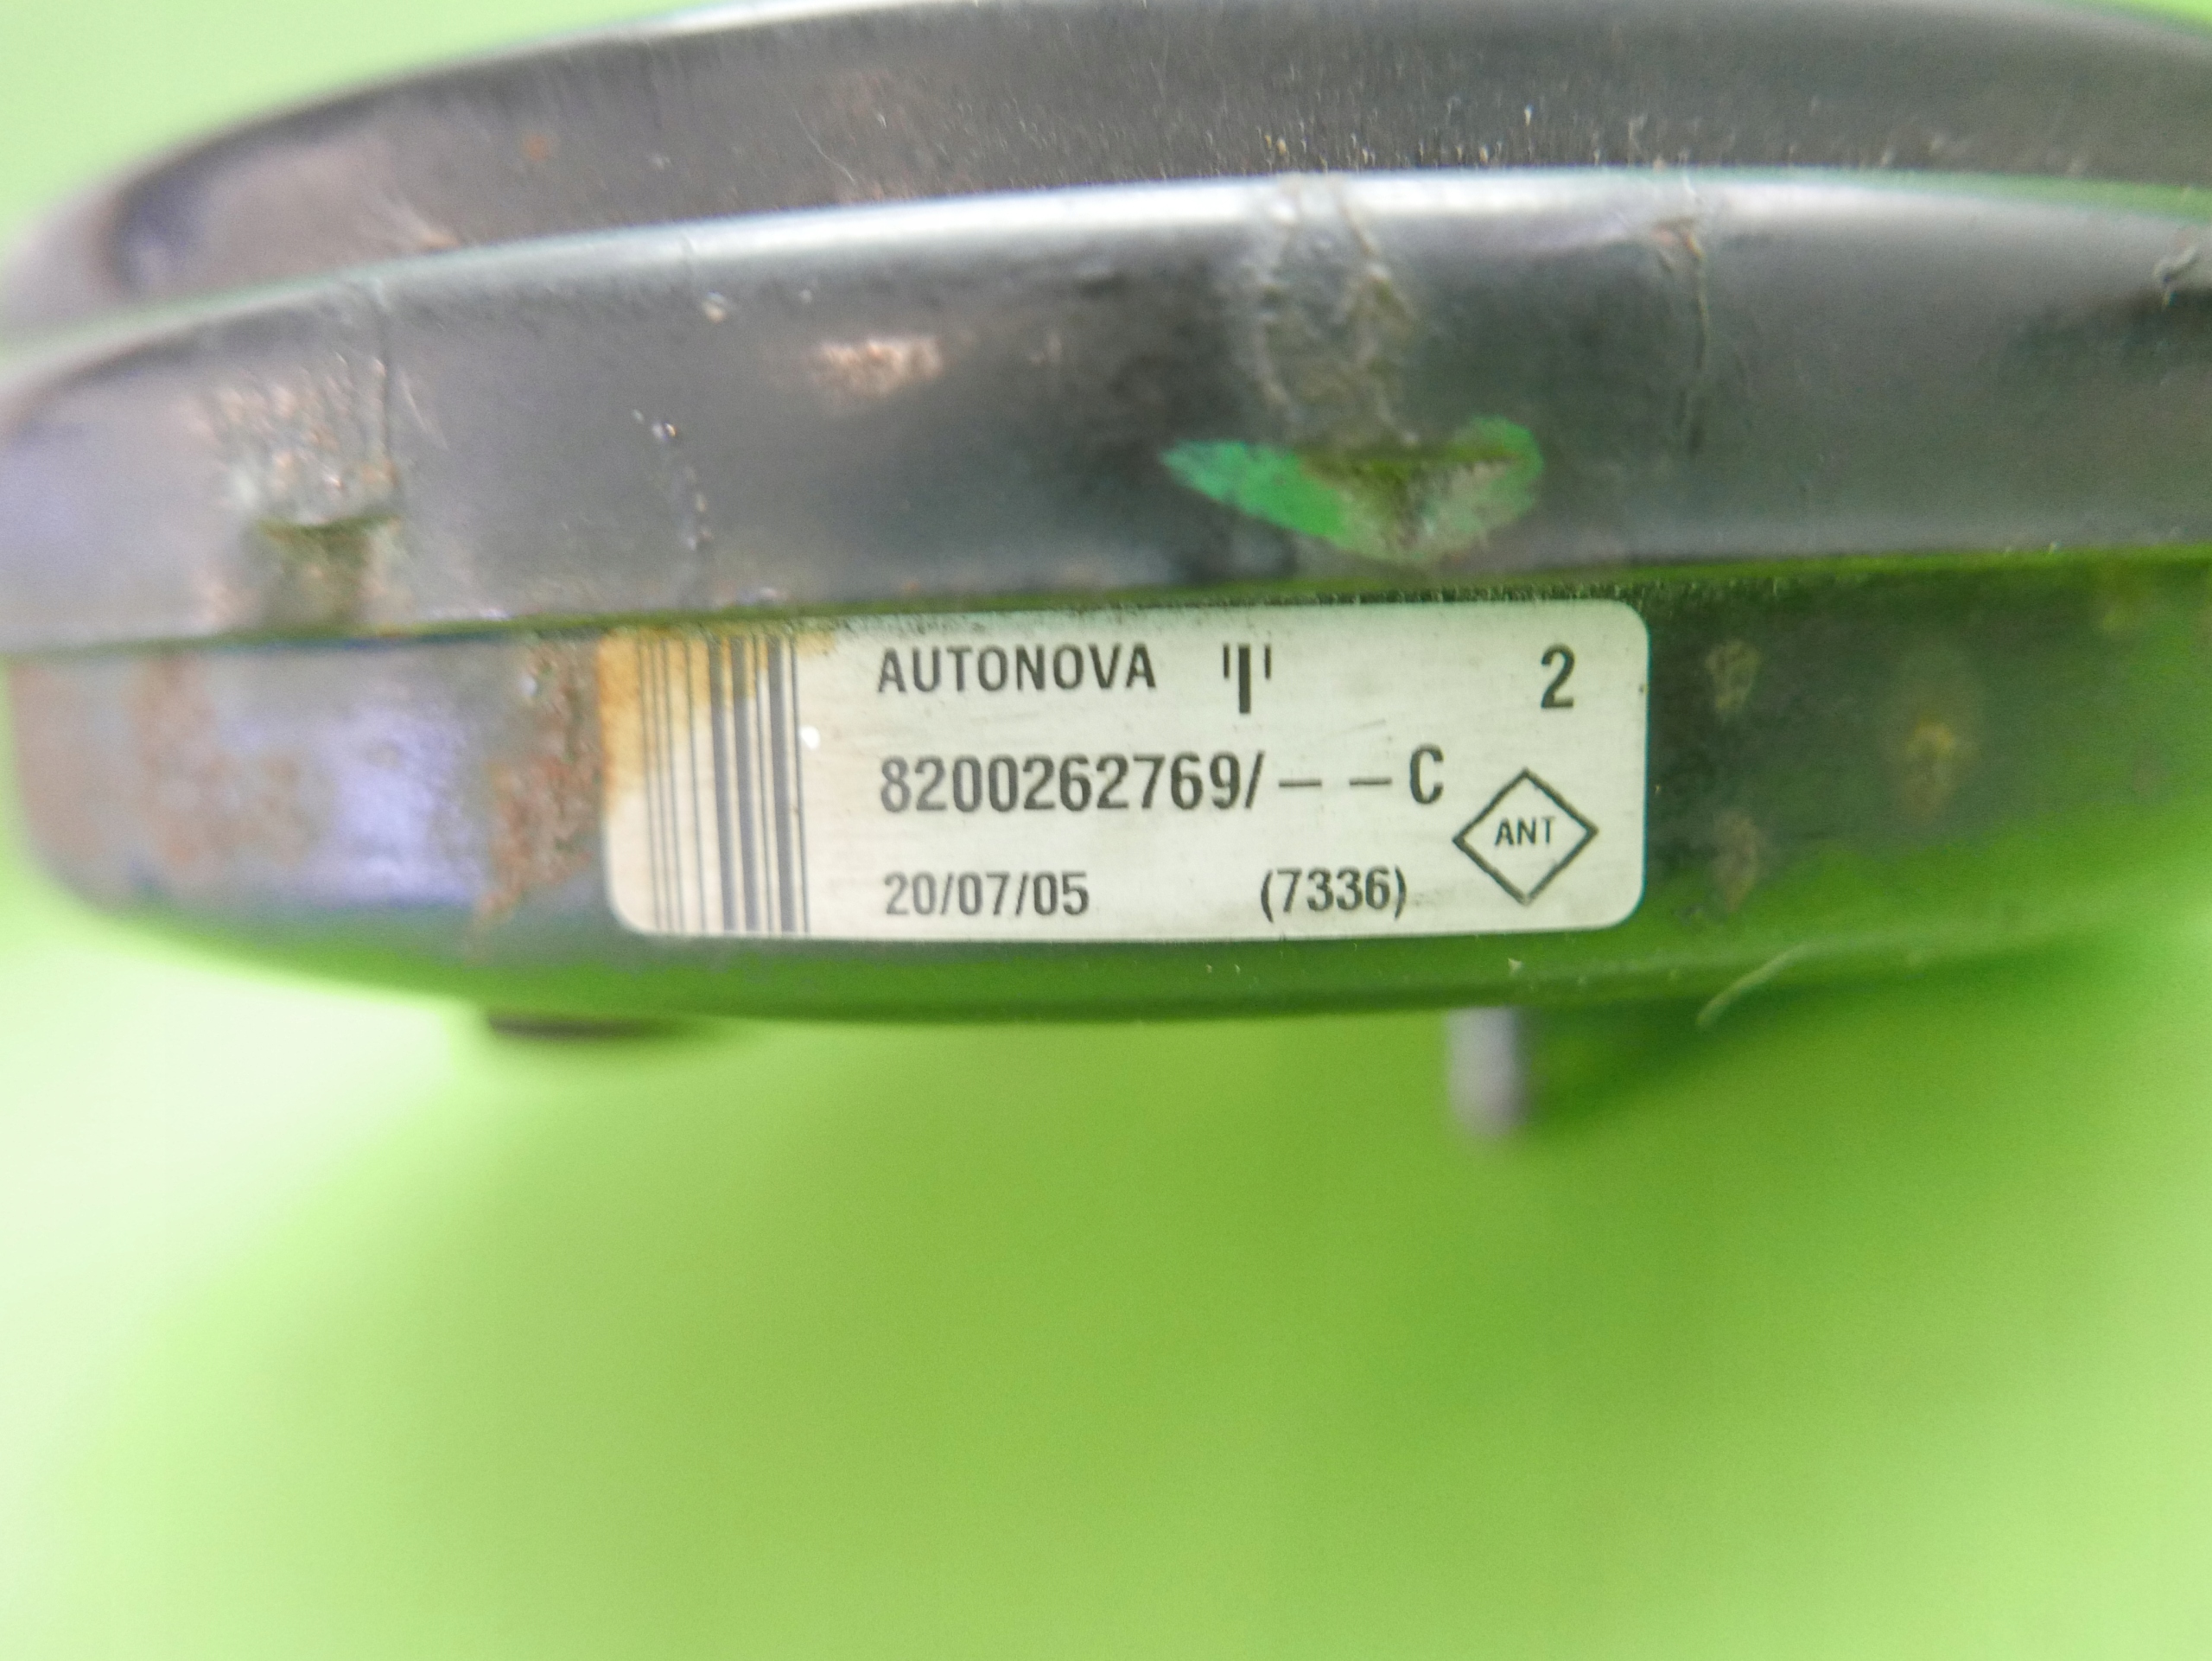 AUTONOVA 2
8200262769/– –C
ANT
20/07/05 (7336)